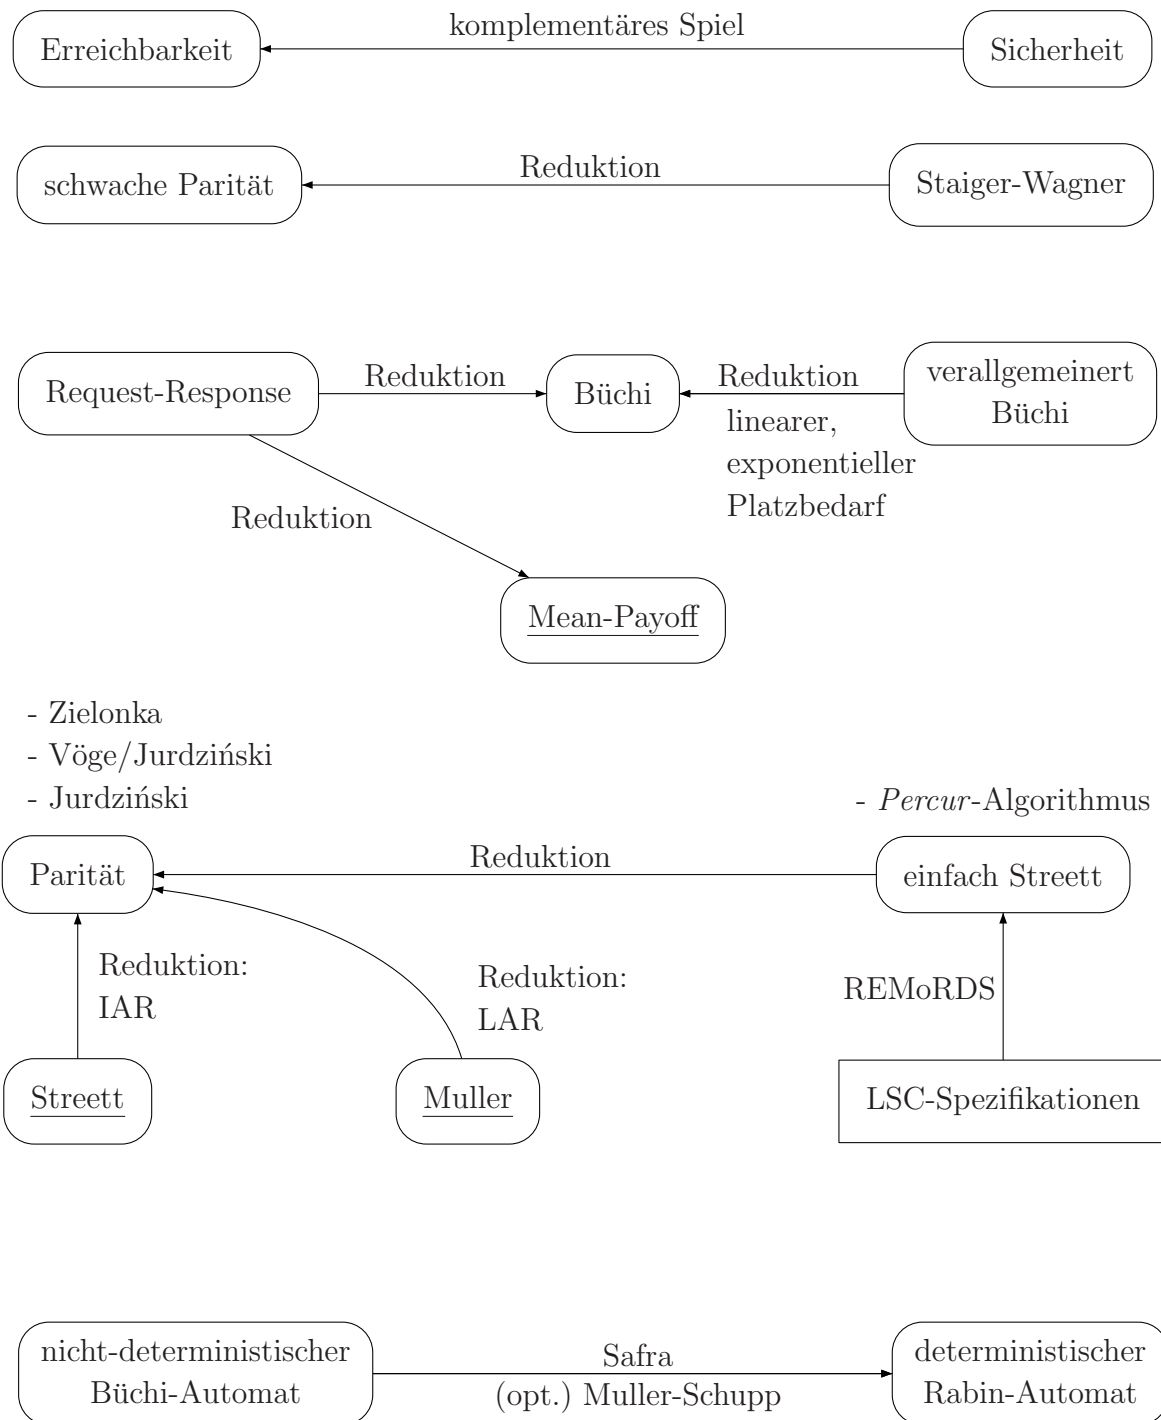 Erreichbarkeit
komplementäres Spiel
Sicherheit
schwache Parität
Reduktion
Staiger-Wagner
Request-Response
Reduktion
Büchi
Reduktion
linearer,
exponentieller
Platzbedarf
verallgemeinert
Büchi
Reduktion
Mean-Payoff
- Zielonka
- Vöge/Jurdziński
- Jurdziński
- Percur-Algorithmus
Parität
Reduktion
einfach Streett
Reduktion:
IAR
Reduktion:
LAR
REMoRDS
Streett
Muller
LSC-Spezifikationen
nicht-deterministischer
Büchi-Automat
Safra
(opt.) Muller-Schupp
deterministischer
Rabin-Automat